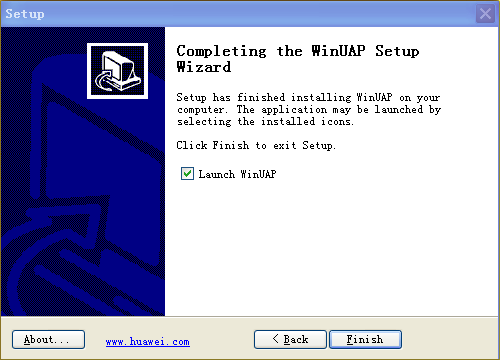 Setup
Completing the WinUAP Setup
Wizard
Setup has finished installing WinUAP on your
computer. The application may be launched by
selecting the installed icons.
Click Finish to exit Setup.
Launch WinUAP
About...
www.huawei.com
< Back
Finish